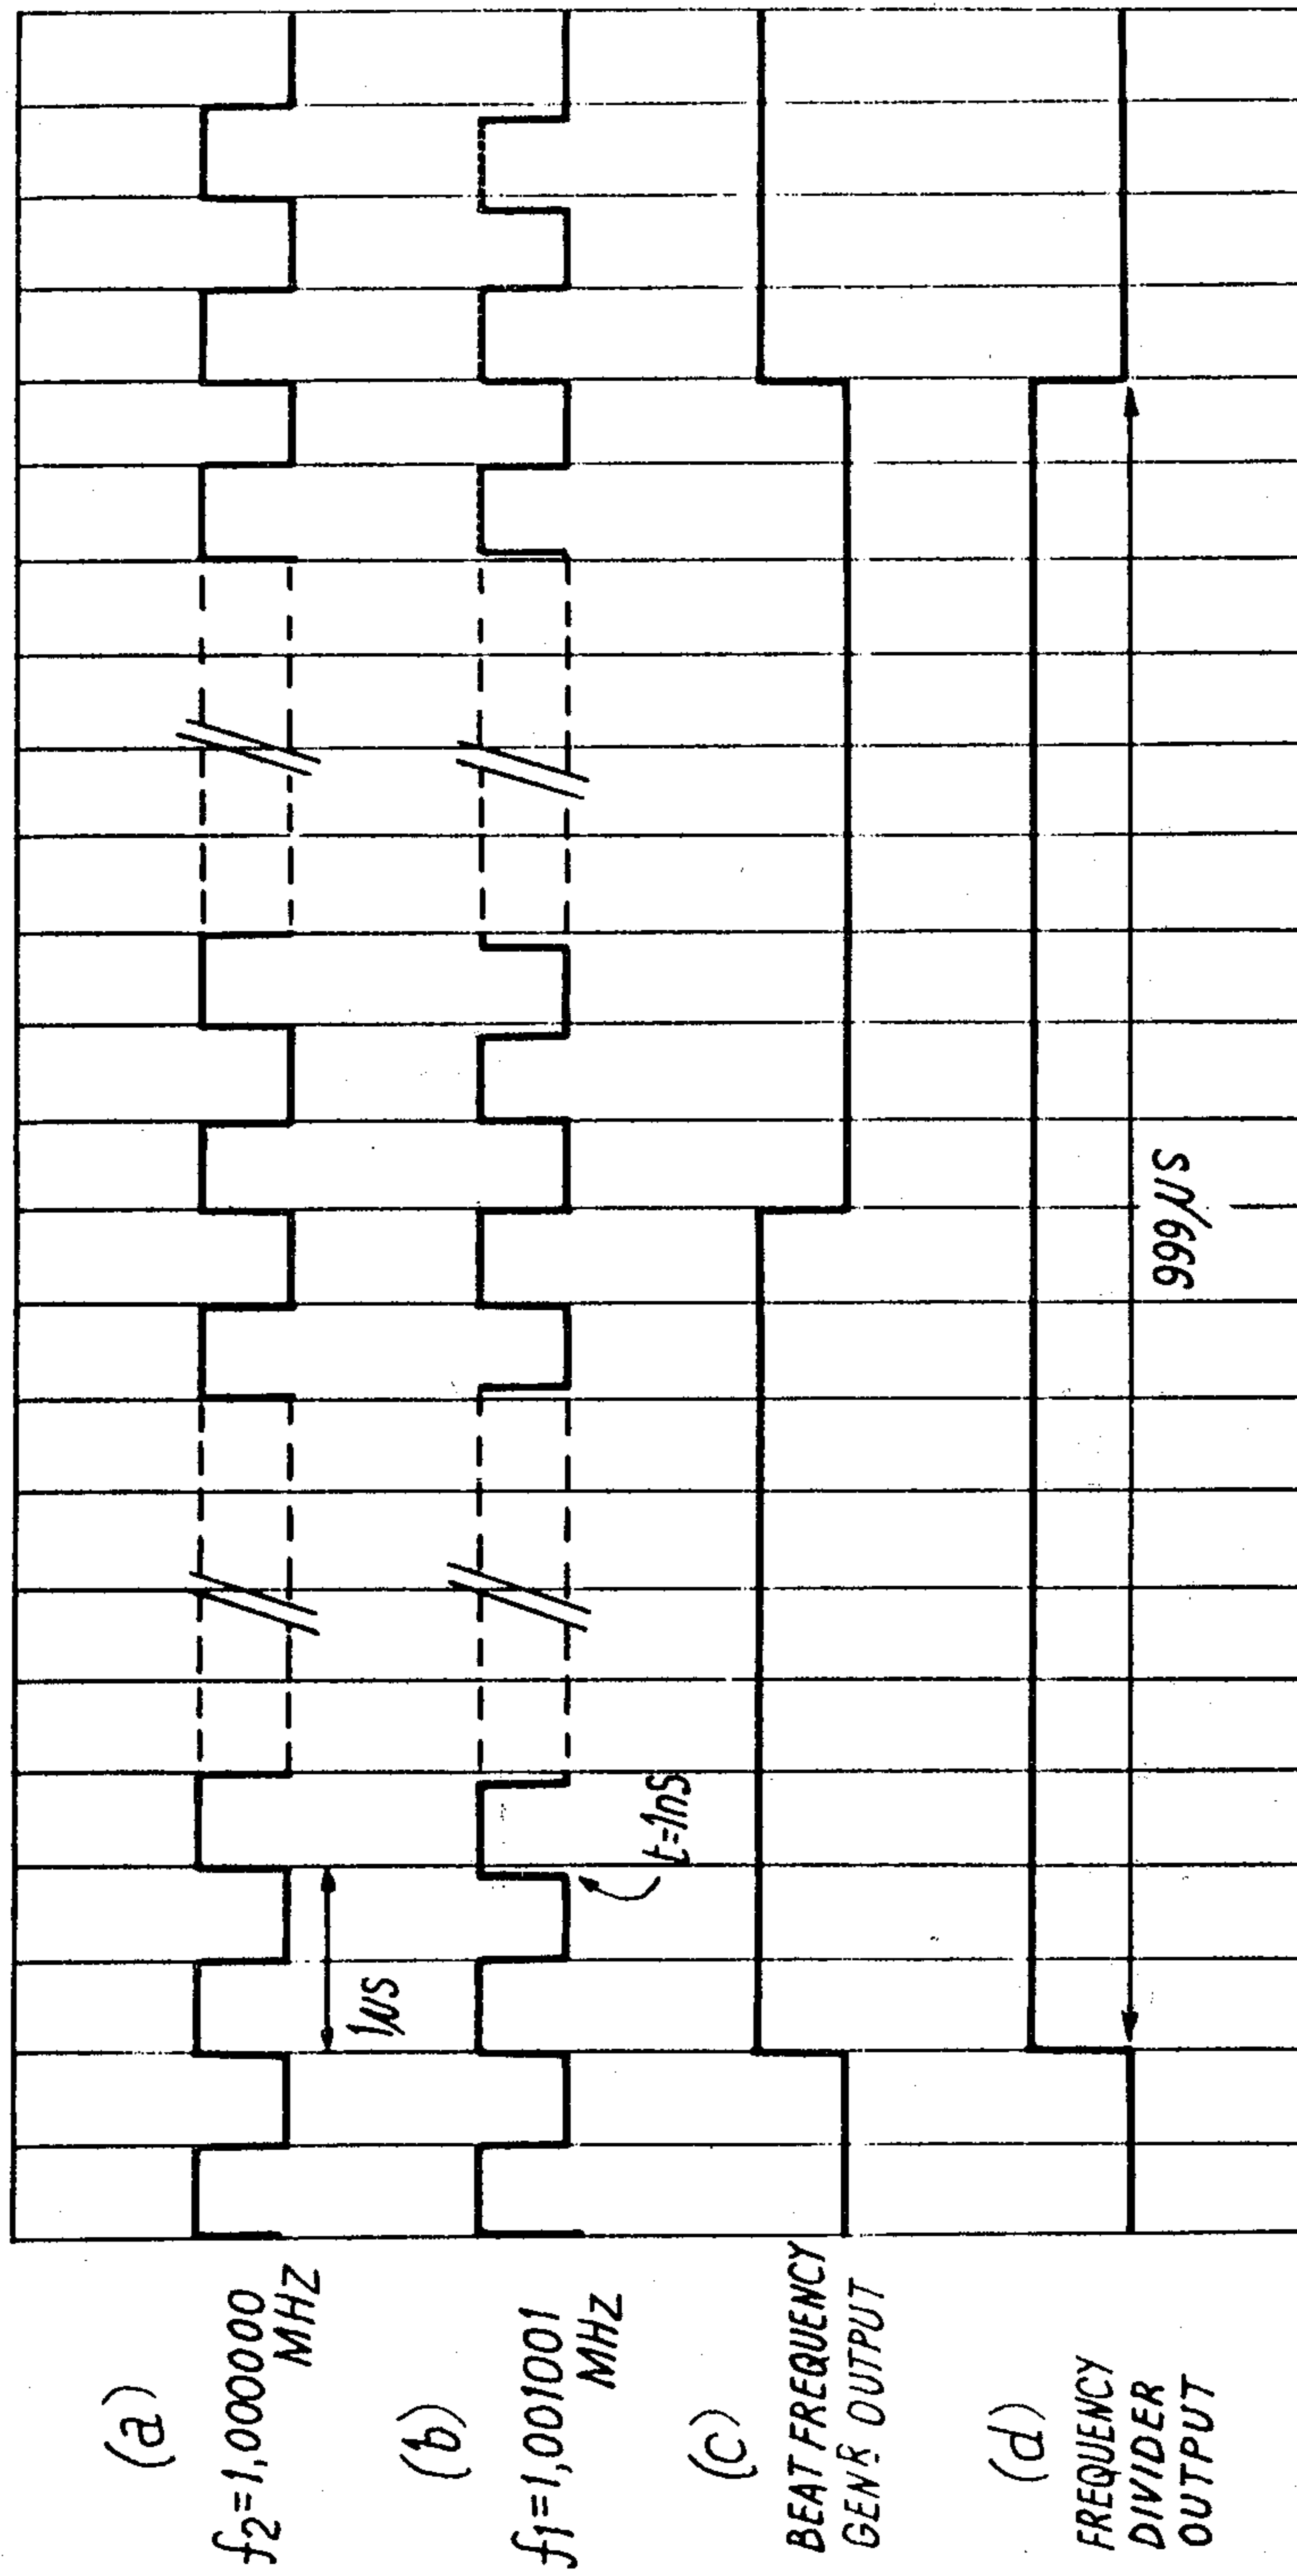 (a)
f2=1,000000
MHZ
1µS
(b)
f1=1,001001
MHZ
t=1nS
(c)
BEAT FREQUENCY
GENR OUTPUT
(d)
FREQUENCY
DIVIDER
OUTPUT
999µS